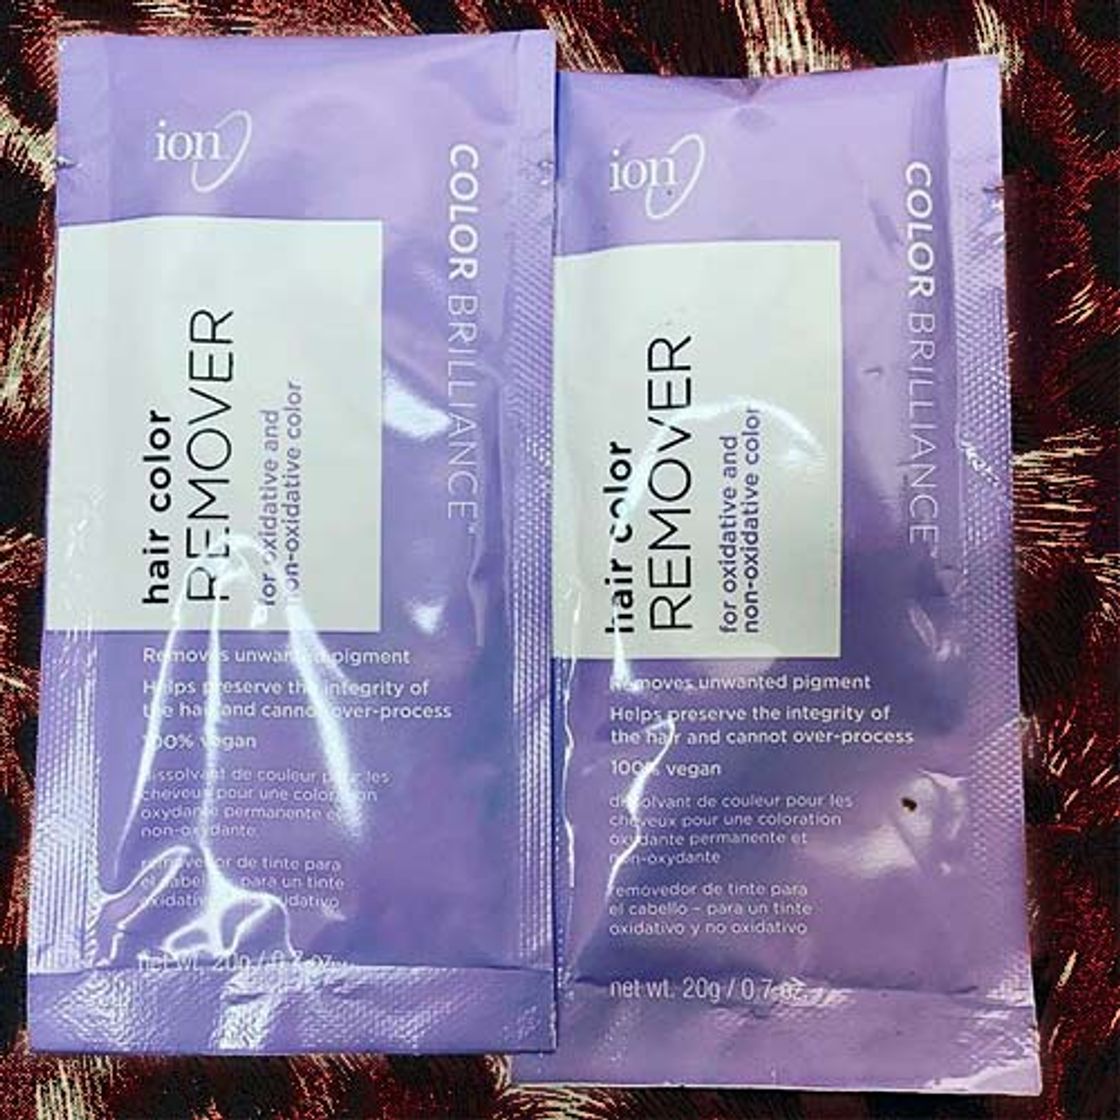 ion
COLOR BRILLIANCE™
hair color
REMOVER
for oxidative and
non-oxidative color
Removes unwanted pigment
Helps preserve the integrity of
the hair and cannot over-process
100% vegan
dissolvant de couleur pour les
cheveux pour une coloration
oxydante permanente et
non-oxydante.
removedor de tinte para
el cabello – para un tinte
oxidativo y no oxidativo
net wt. 20g / 0.7 oz.
ion
COLOR BRILLIANCE
hair color
REMOVER
for oxidative and
non-oxidative color
Removes unwanted pigment
Helps preserve the integrity of
the hair and cannot over-process
100% vegan
dissolvant de couleur pour les
cheveux pour une coloration
oxydante permanente et
non-oxydante
removedor de tinte para
el cabello – para un tinte
oxidativo y no oxidativo
net wt. 20g / 0.7 oz.